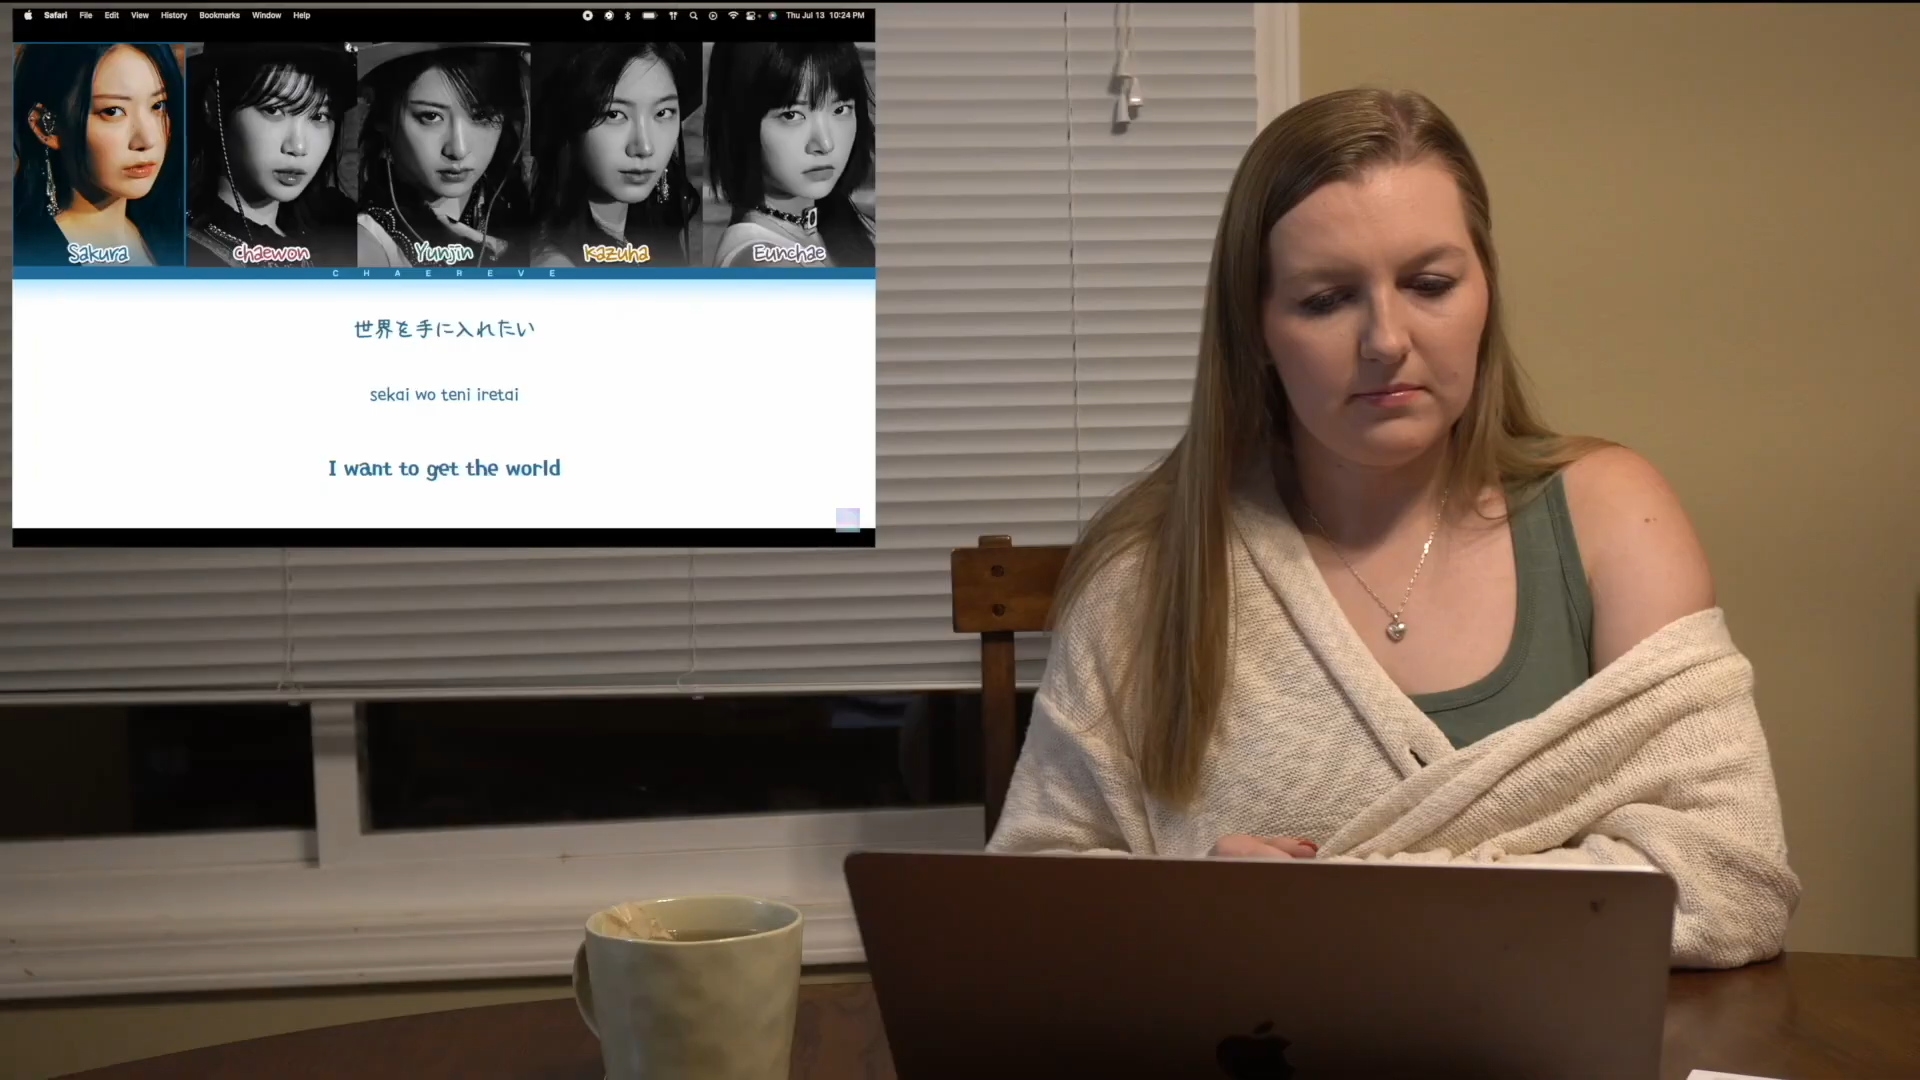 Safari File Edit View History Bookmarks Window Help Thu Jul 13 10:24 PM
Sakura chaewon Yunjin kazuha Eunchae
CHAEREVE
世界を手に入れたい
sekai wo teni iretai
I want to get the world